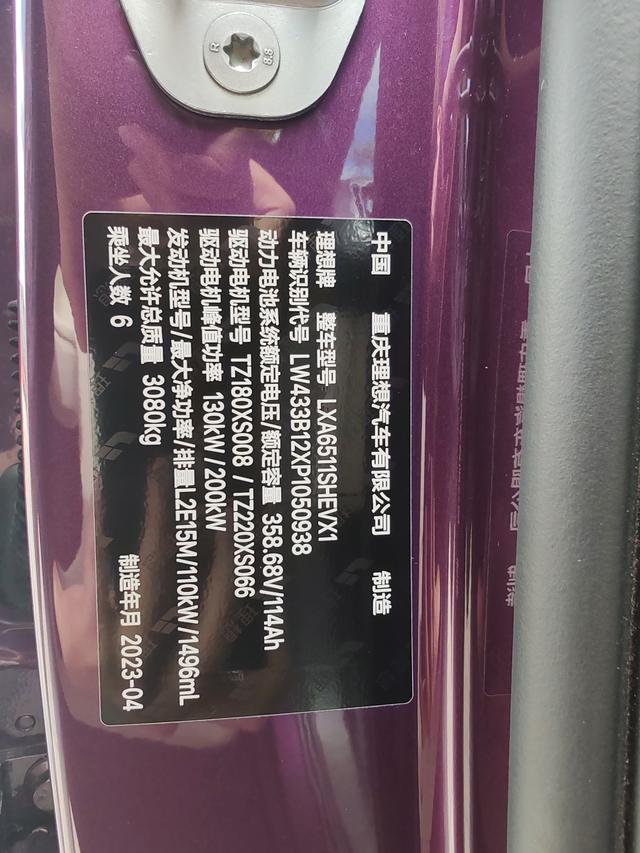 中国 重庆理想汽车有限公司 制造
理想牌 整车型号 LXA6511SHEVX1
车辆识别代号 LW433B12XP1050938
动力电池系统额定电压/额定容量 358.68V/114Ah
驱动电机型号 TZ180XS008 / TZ220XS066
驱动电机峰值功率 130kW/200kW
发动机型号/最大净功率/排量L2E15M/110kW/1496mL
最大允许总质量 3080kg
乘坐人数 6 制造年月 2023-04
R 8.8